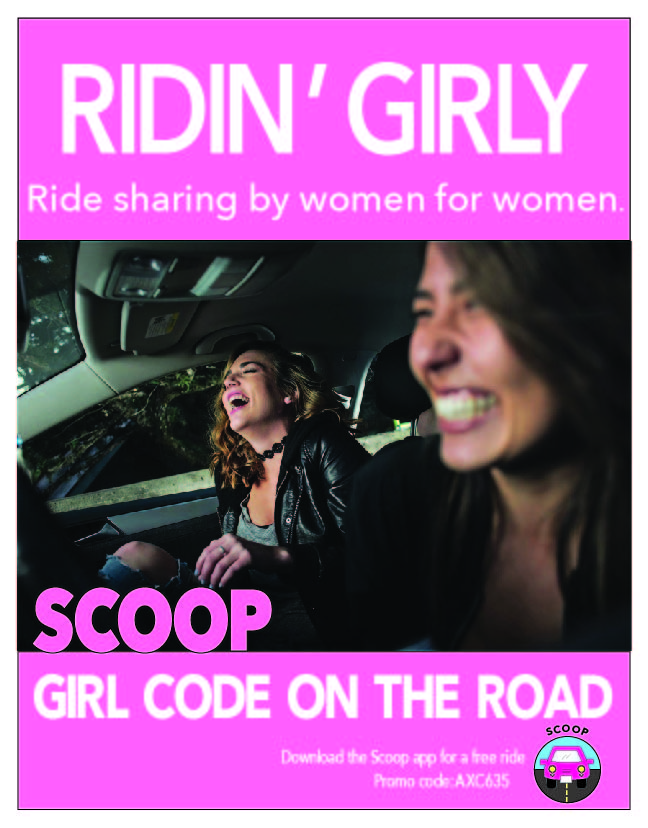 RIDIN' GIRLY
Ride sharing by women for women.
SCOOP
GIRL CODE ON THE ROAD
SCOOP
Download the Scoop app for a free ride
Promo code:AXC635